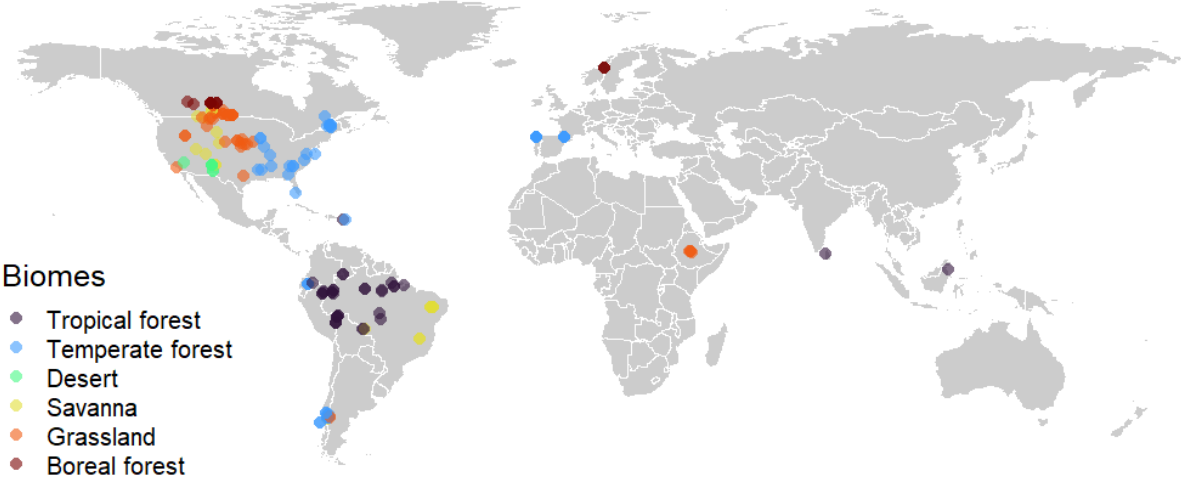 Biomes
Tropical forest
Temperate forest
Desert
Savanna
Grassland
Boreal forest